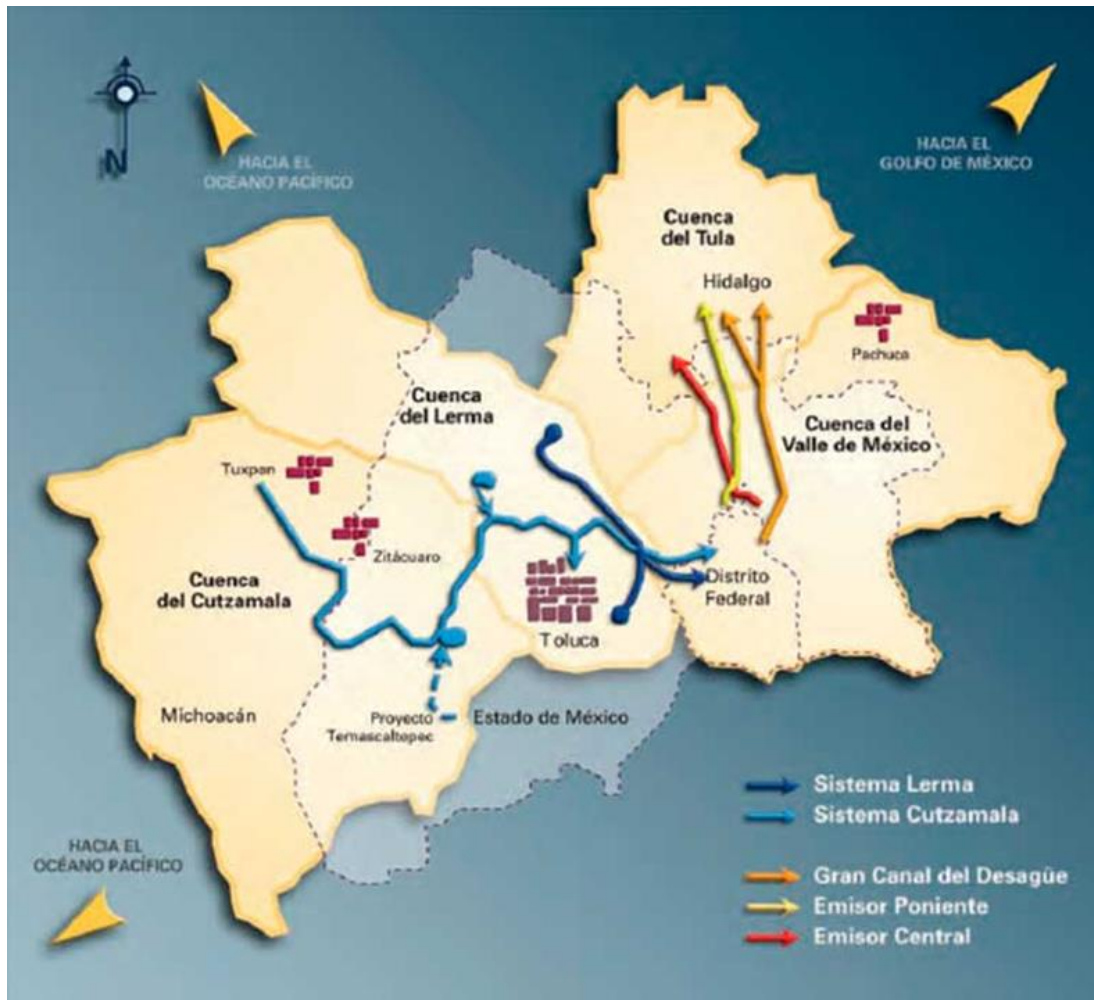 N
HACIA EL
OCÉANO PACÍFICO
HACIA EL
GOLFO DE MÉXICO
Cuenca
del Tula
Hidalgo
Pachuca
Cuenca
del Lerma
Cuenca del
Valle de México
Tuxpan
Zitácuaro
Cuenca
del Cutzamala
Distrito
Federal
Toluca
Michoacán
Proyecto
Temascaltepec
Estado de México
Sistema Lerma
Sistema Cutzamala
HACIA EL
OCÉANO PACÍFICO
Gran Canal del Desagüe
Emisor Poniente
Emisor Central